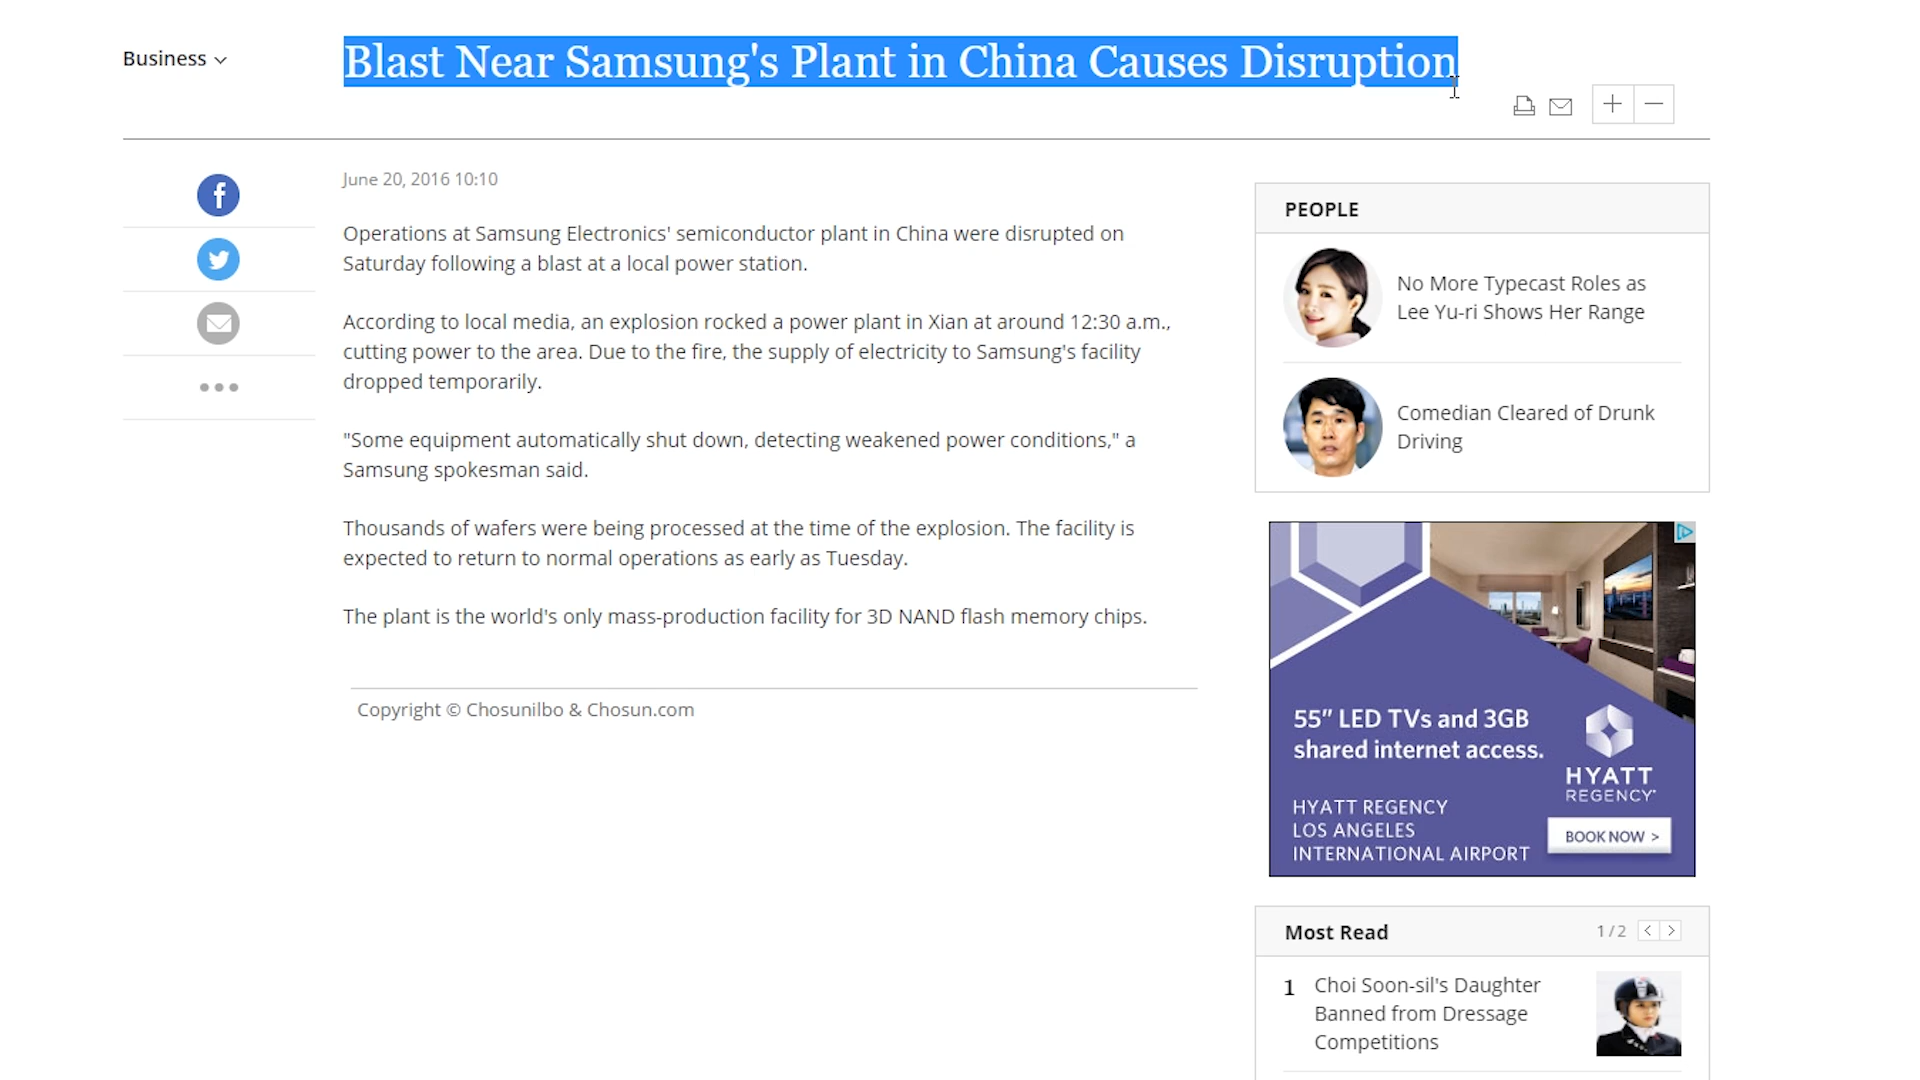 Business
Blast Near Samsung's Plant in China Causes Disruption
June 20, 2016 10:10
Operations at Samsung Electronics' semiconductor plant in China were disrupted on
Saturday following a blast at a local power station.
According to local media, an explosion rocked a power plant in Xian at around 12:30 a.m.,
cutting power to the area. Due to the fire, the supply of electricity to Samsung's facility
dropped temporarily.
"Some equipment automatically shut down, detecting weakened power conditions," a
Samsung spokesman said.
Thousands of wafers were being processed at the time of the explosion. The facility is
expected to return to normal operations as early as Tuesday.
The plant is the world's only mass-production facility for 3D NAND flash memory chips.
Copyright © Chosunilbo & Chosun.com
PEOPLE
No More Typecast Roles as
Lee Yu-ri Shows Her Range
Comedian Cleared of Drunk
Driving
55" LED TVs and 3GB
shared internet access.
HYATT
REGENCY
HYATT REGENCY
LOS ANGELES
INTERNATIONAL AIRPORT
BOOK NOW >
Most Read
1 / 2
1 Choi Soon-sil's Daughter
Banned from Dressage
Competitions